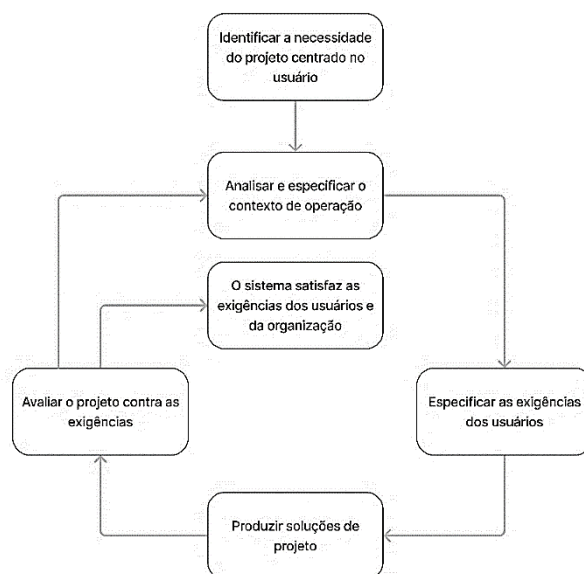 Identificar a necessidade
do projeto centrado no
usuário
Analisar e especificar o
contexto de operação
O sistema satisfaz as
exigências dos usuários e
da organização
Avaliar o projeto contra as
exigências
Especificar as exigências
dos usuários
Produzir soluções de
projeto